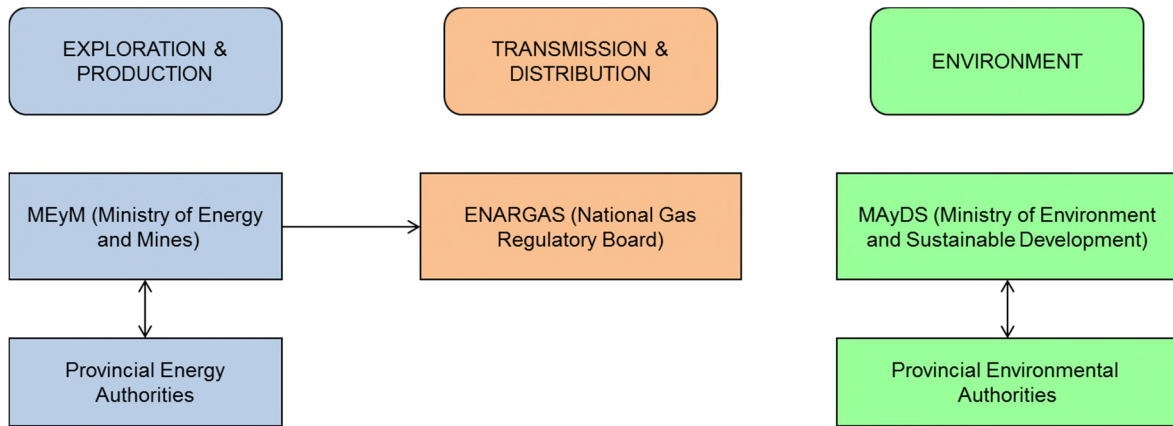 EXPLORATION &
PRODUCTION
TRANSMISSION &
DISTRIBUTION
ENVIRONMENT
MEyM (Ministry of Energy
and Mines)
ENARGAS (National Gas
Regulatory Board)
MAyDS (Ministry of Environment
and Sustainable Development)
Provincial Energy
Authorities
Provincial Environmental
Authorities